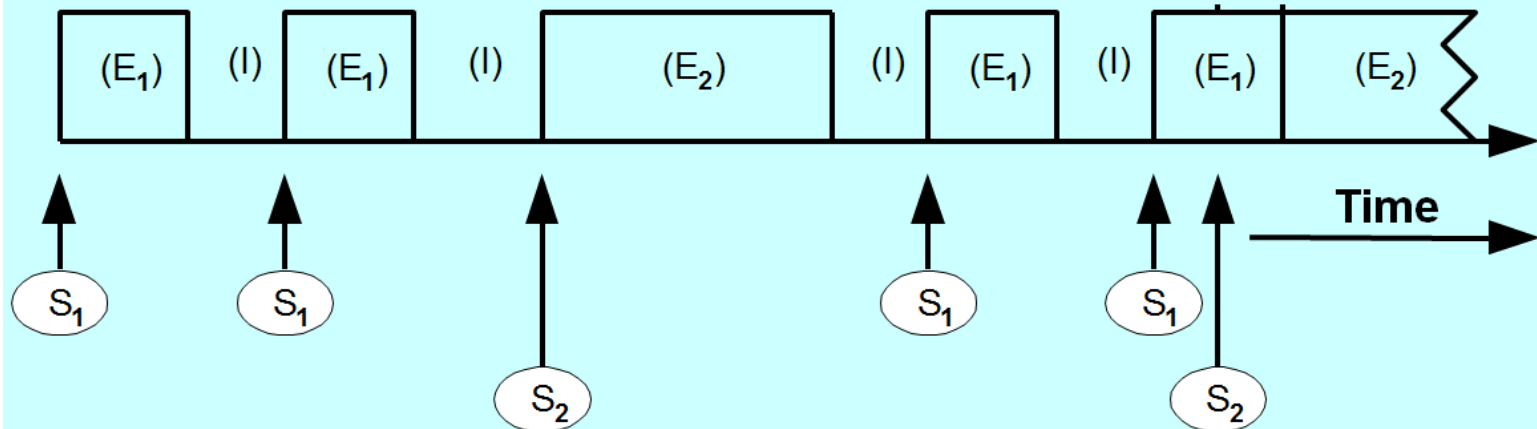 (E₁) (I) (E₁) (I) (E₂) (I) (E₁) (I) (E₁) (E₂)
Time
S₁ S₁ S₁ S₁
S₂ S₂